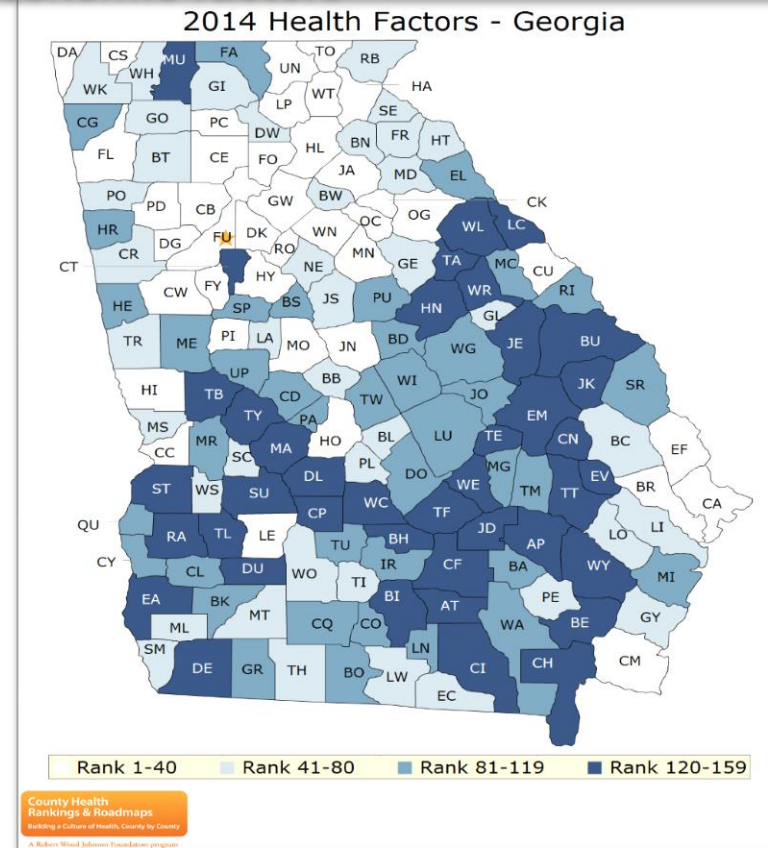 2014 Health Factors - Georgia
DA CS MU FA UN TO RB
WK WH GI LP WT HA
CG GO PC DW SE
FL BT CE FO HL BN FR HT
JA MD EL
PO PD CB GW BW CK
HR DG FU DK WN OC OG WL LC
CT CR RO MN
HE CW FY HY NE GE TA MC CU
SP BS JS PU HN WR RI
TR ME PI LA MO JN BD WG GL JE BU
HI UP BB WI JK SR
TB CD TW JO
MS TY PA LU EM
CC MR SC MA HO BL TE CN BC EF
ST WS SU DL PL DO WE MG TM TT EV BR CA
QU CP WC TF LO LI
RA TL LE BH JD AP
CY CL DU TU IR CF BA WY MI
EA BK WO TI BI AT PE
ML MT CQ CO WA BE GY
SM LN
DE GR TH BO LW CI CH CM
EC
Rank 1-40 Rank 41-80 Rank 81-119 Rank 120-159
County Health
Rankings & Roadmaps
Building a Culture of Health, County by County
A Robert Wood Johnson Foundation program